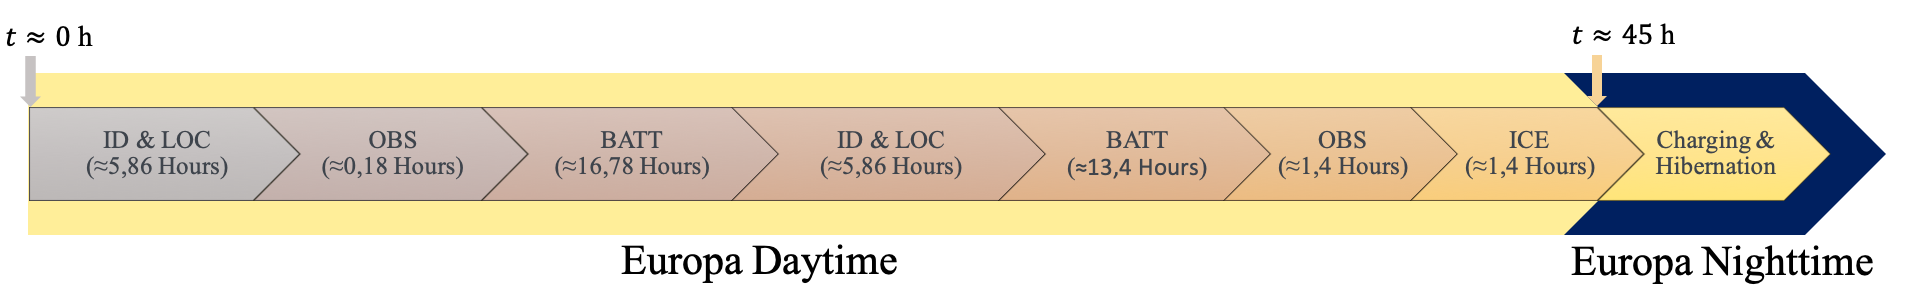 t ≈ 0 h
t ≈ 45 h
ID & LOC
(≈5,86 Hours)
OBS
(≈0,18 Hours)
BATT
(≈16,78 Hours)
ID & LOC
(≈5,86 Hours)
BATT
(≈13,4 Hours)
OBS
(≈1,4 Hours)
ICE
(≈1,4 Hours)
Charging &
Hibernation
Europa Daytime
Europa Nighttime